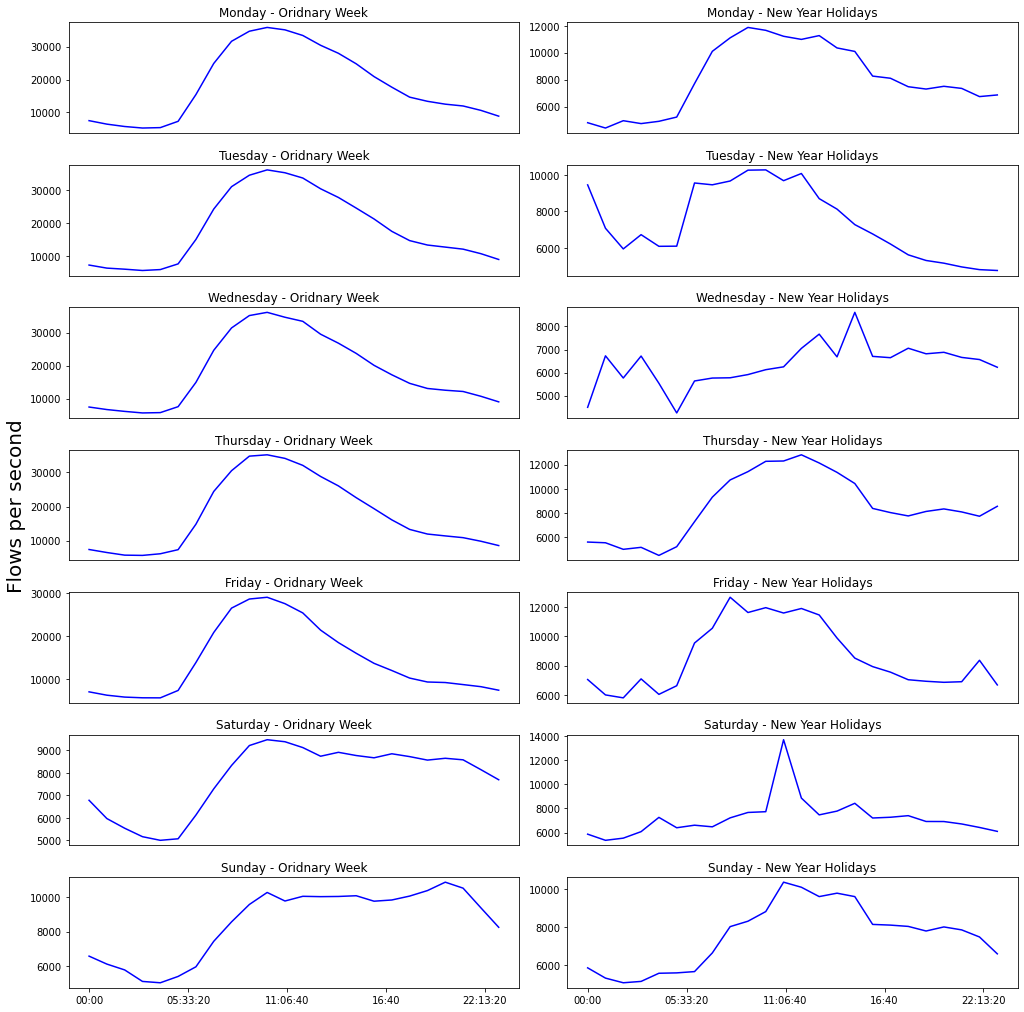 Monday - Oridnary Week
30000
20000
10000
Monday - New Year Holidays
12000
10000
8000
6000
Tuesday - Oridnary Week
30000
20000
10000
Tuesday - New Year Holidays
10000
8000
6000
Wednesday - Oridnary Week
30000
20000
10000
Wednesday - New Year Holidays
8000
7000
6000
5000
Flows per second
Thursday - Oridnary Week
30000
20000
10000
Thursday - New Year Holidays
12000
10000
8000
6000
Friday - Oridnary Week
30000
20000
10000
Friday - New Year Holidays
12000
10000
8000
6000
Saturday - Oridnary Week
9000
8000
7000
6000
5000
Saturday - New Year Holidays
14000
12000
10000
8000
6000
Sunday - Oridnary Week
10000
8000
6000
00:00 05:33:20 11:06:40 16:40 22:13:20
Sunday - New Year Holidays
10000
8000
6000
00:00 05:33:20 11:06:40 16:40 22:13:20